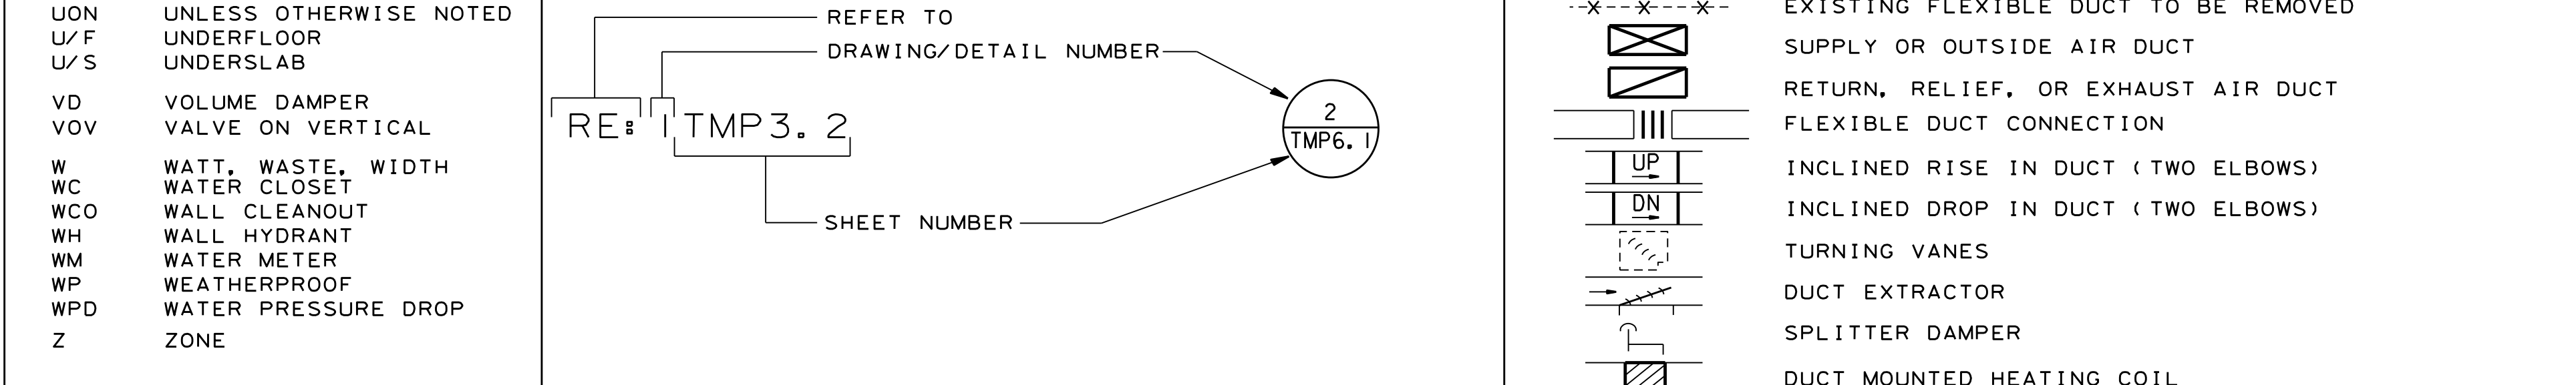 UON UNLESS OTHERWISE NOTED
U/F UNDERFLOOR
U/S UNDERSLAB
VD VOLUME DAMPER
VOV VALVE ON VERTICAL
W WATT, WASTE, WIDTH
WC WATER CLOSET
WCO WALL CLEANOUT
WH WALL HYDRANT
WM WATER METER
WP WEATHERPROOF
WPD WATER PRESSURE DROP
Z ZONE
REFER TO
DRAWING/DETAIL NUMBER
RE: 1 TMP3.2
2
TMP6.1
SHEET NUMBER
EXISTING FLEXIBLE DUCT TO BE REMOVED
SUPPLY OR OUTSIDE AIR DUCT
RETURN, RELIEF, OR EXHAUST AIR DUCT
FLEXIBLE DUCT CONNECTION
UP INCLINED RISE IN DUCT (TWO ELBOWS)
DN INCLINED DROP IN DUCT (TWO ELBOWS)
TURNING VANES
DUCT EXTRACTOR
SPLITTER DAMPER
DUCT MOUNTED HEATING COIL